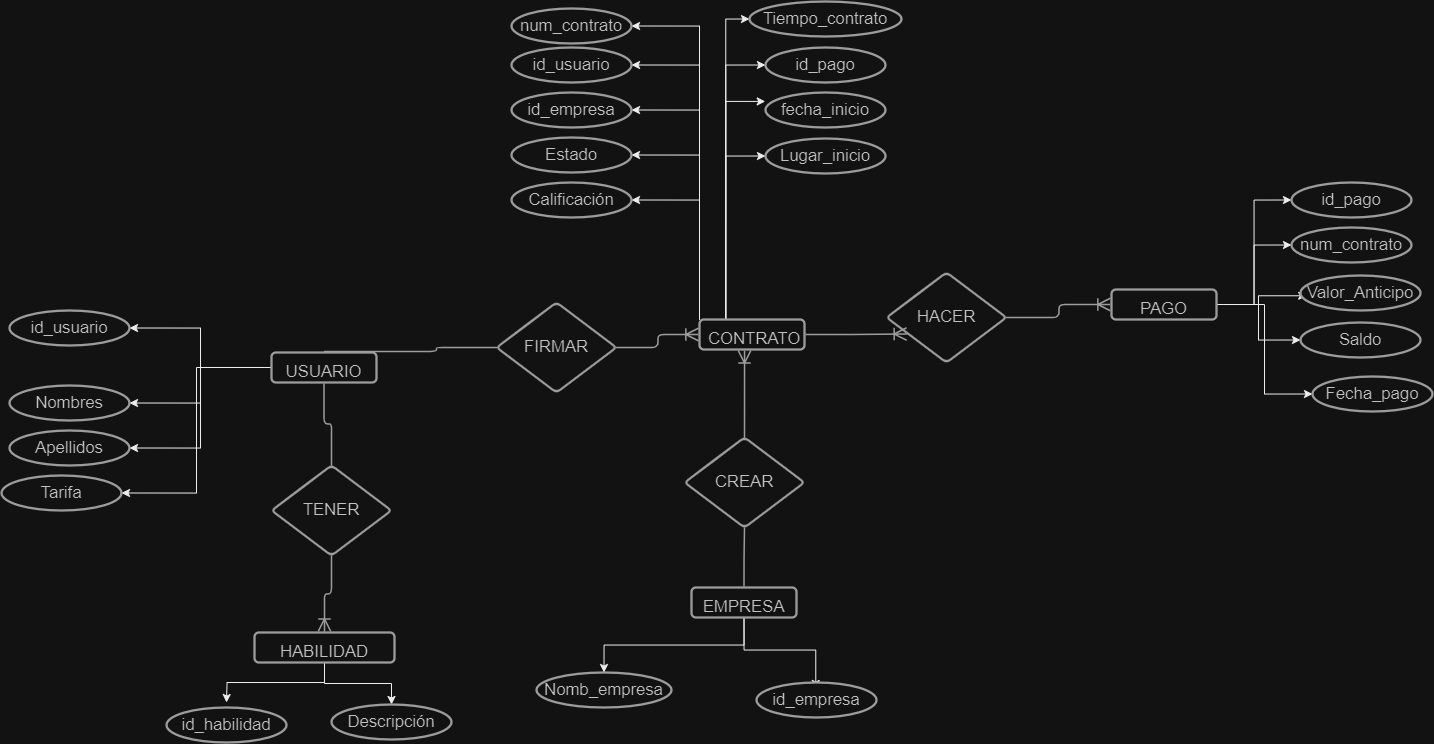 num_contrato
id_usuario
id_empresa
Estado
Calificación
Tiempo_contrato
id_pago
fecha_inicio
Lugar_inicio
id_pago
num_contrato
Valor_Anticipo
Saldo
Fecha_pago
HACER
PAGO
CONTRATO
FIRMAR
USUARIO
id_usuario
Nombres
Apellidos
Tarifa
TENER
CREAR
EMPRESA
HABILIDAD
Nomb_empresa
id_empresa
id_habilidad
Descripción